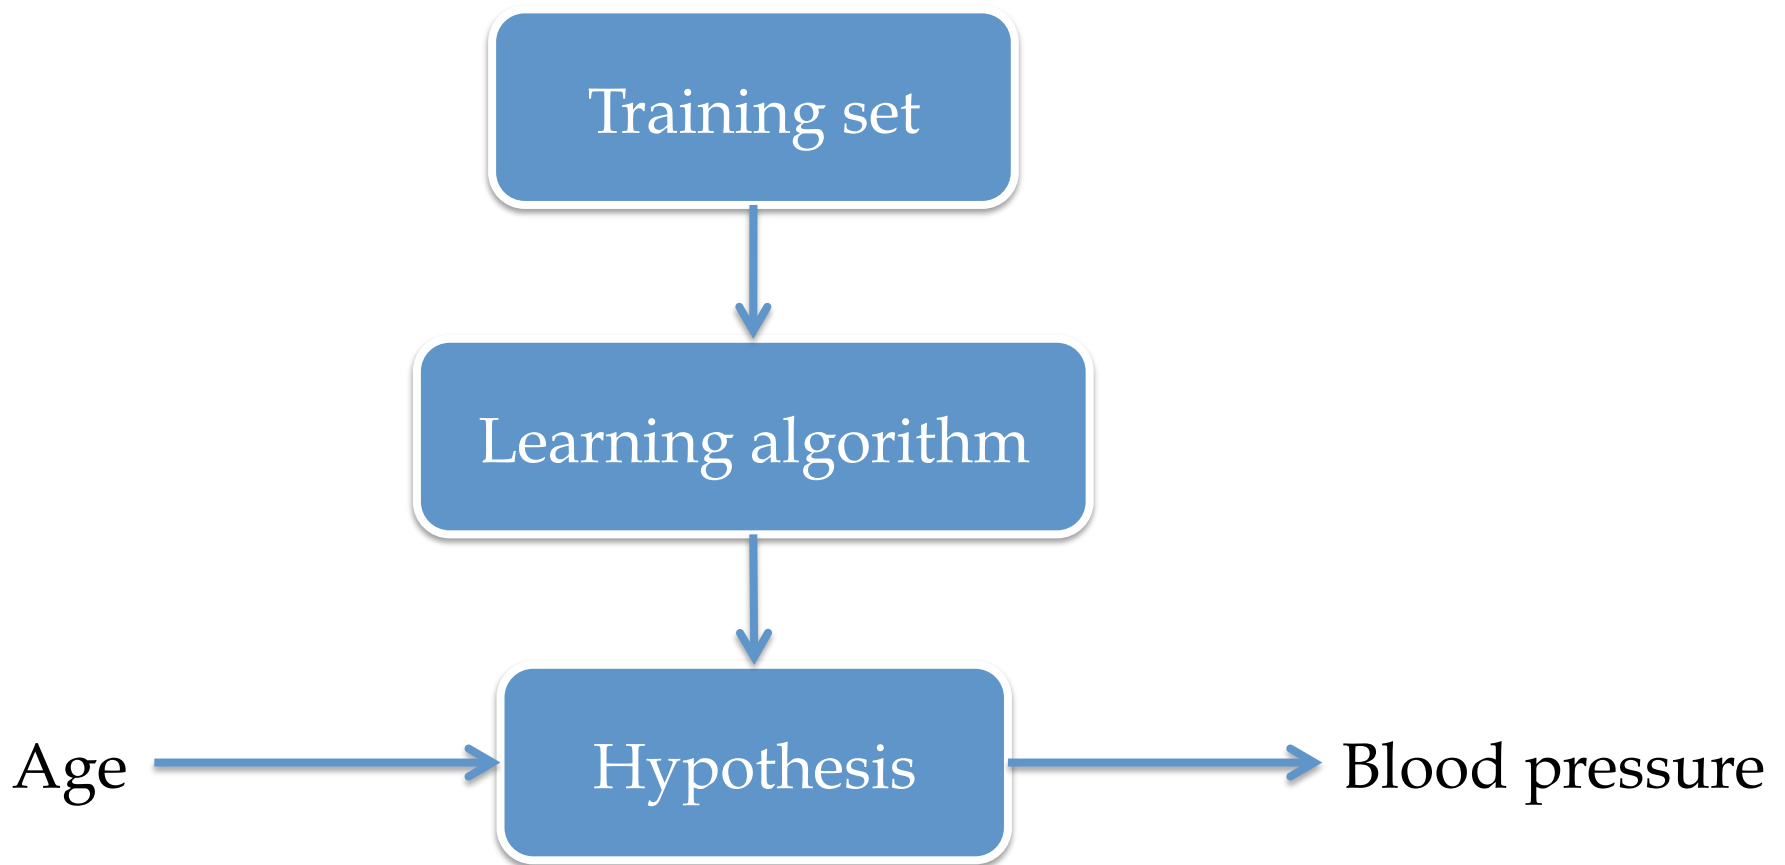 Training set
Learning algorithm
Age
Hypothesis
Blood pressure